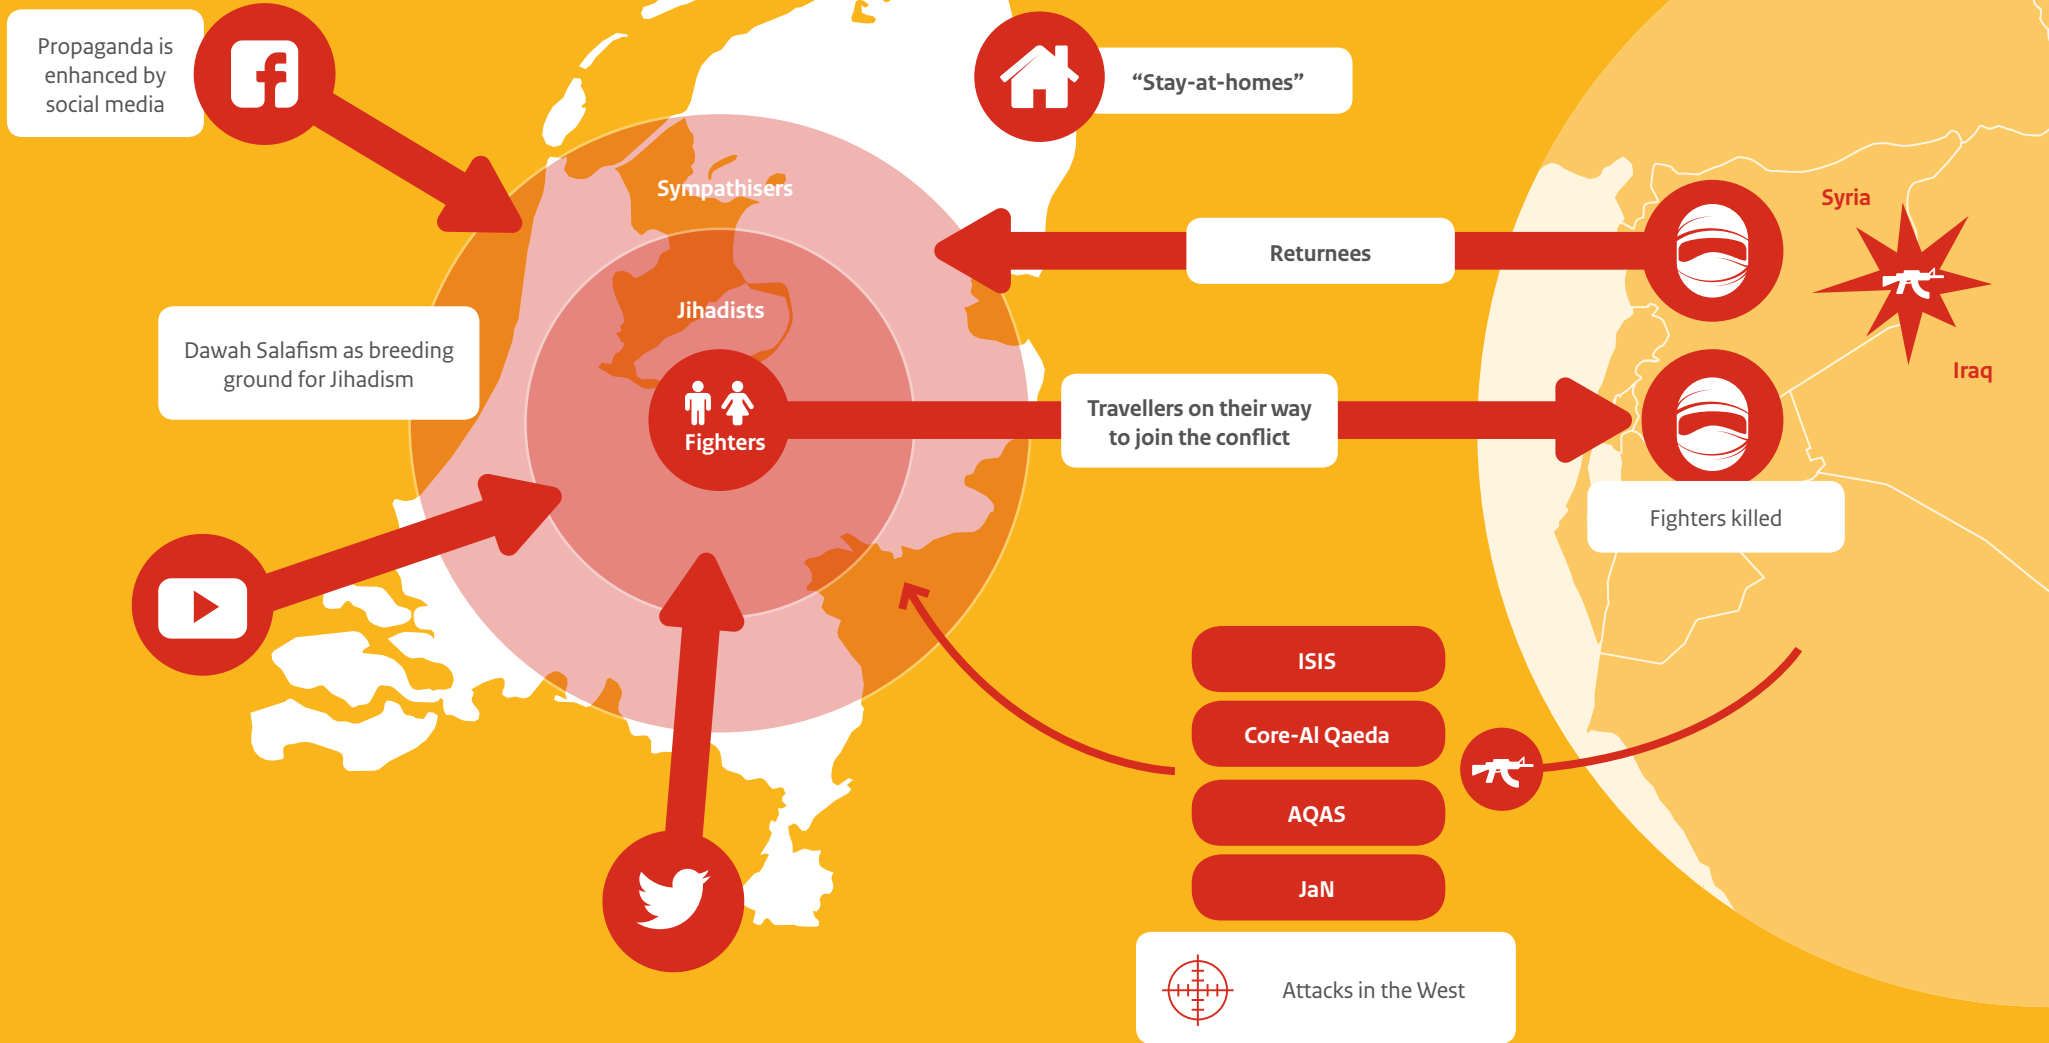 Propaganda is
enhanced by
social media
“Stay-at-homes”
Sympathisers
Syria
Returnees
Jihadists
Dawah Salafism as breeding
ground for Jihadism
Iraq
Travellers on their way
to join the conflict
Fighters
Fighters killed
ISIS
Core-Al Qaeda
AQAS
JaN
Attacks in the West